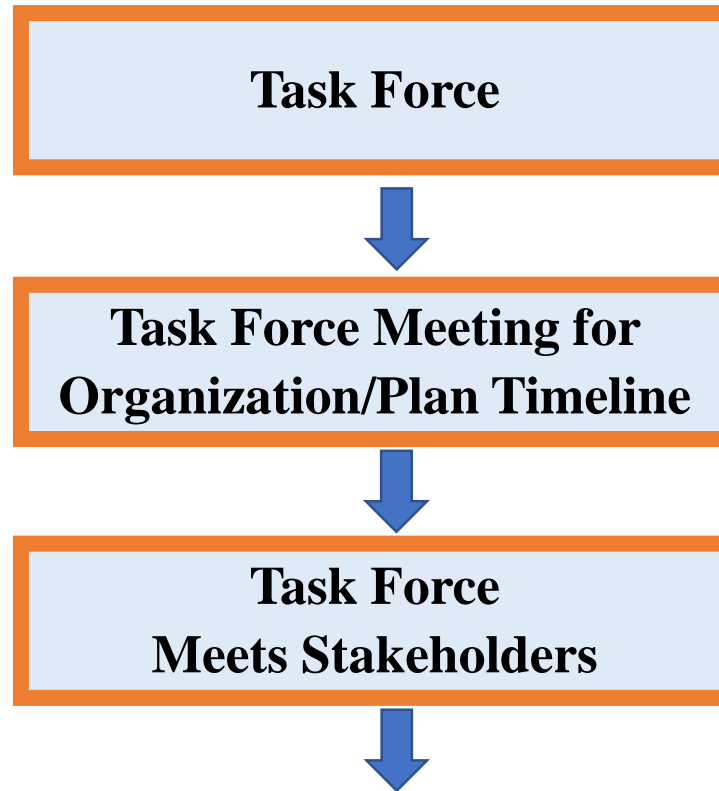 Task Force
Task Force Meeting for
Organization/Plan Timeline
Task Force
Meets Stakeholders